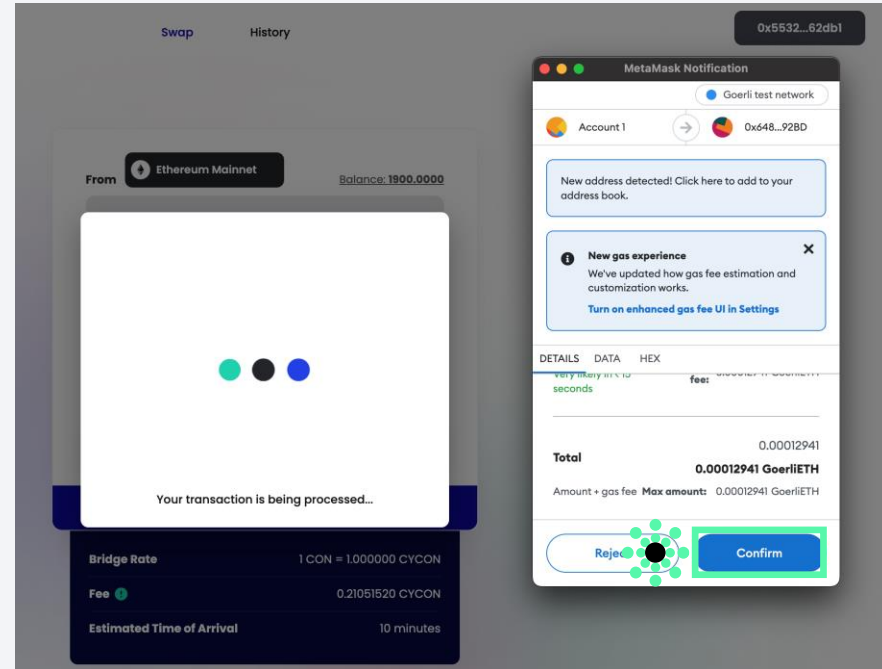 Swap History
0x5532...62db1
From Ethereum Mainnet Balance: 1900.0000
Your transaction is being processed...
Bridge Rate 1 CON = 1.000000 CYCON
Fee 0.21051520 CYCON
Estimated Time of Arrival 10 minutes
MetaMask Notification
Goerli test network
Account 1 0x648...92BD
New address detected! Click here to add to your
address book.
New gas experience
We've updated how gas fee estimation and
customization works.
Turn on enhanced gas fee UI in Settings
DETAILS DATA HEX
seconds
fee:
0.00012941
Total
0.00012941 GoerliETH
Amount + gas fee Max amount: 0.00012941 GoerliETH
Confirm